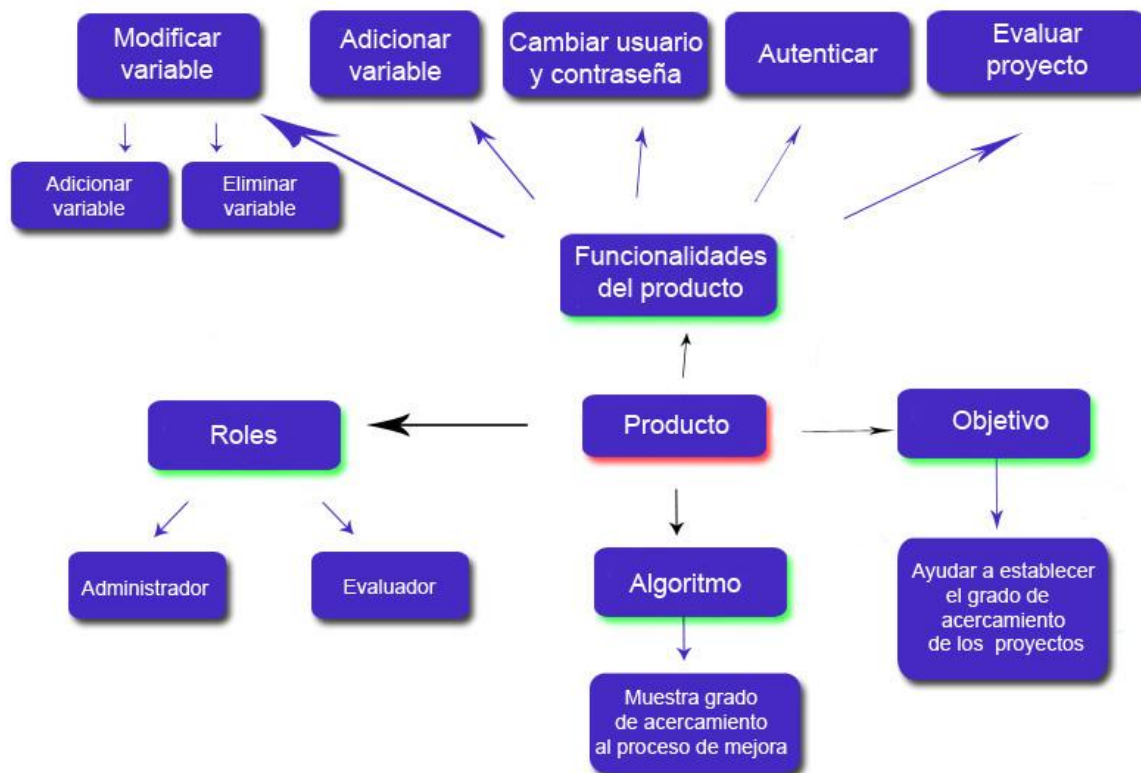 Modificar
variable
Adicionar
variable
Cambiar usuario
y contraseña
Autenticar
Evaluar
proyecto
Adicionar
variable
Eliminar
variable
Funcionalidades
del producto
Roles
Producto
Objetivo
Administrador
Evaluador
Algoritmo
Ayudar a establecer
el grado de
acercamiento
de los proyectos
Muestra grado
de acercamiento
al proceso de mejora